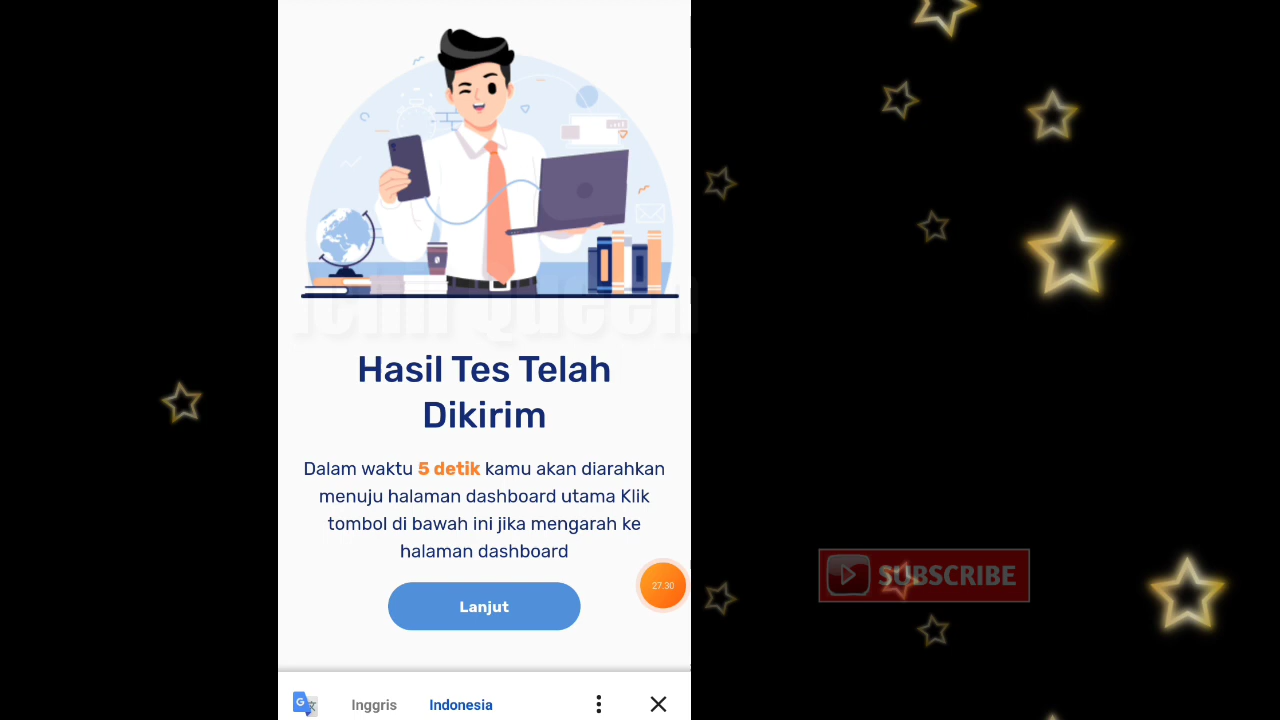 Queen
Hasil Tes Telah
Dikirim
Dalam waktu 5 detik kamu akan diarahkan
menuju halaman dashboard utama Klik
tombol di bawah ini jika mengarah ke
halaman dashboard
27.30
Lanjut
SUBSCRIBE
Inggris Indonesia